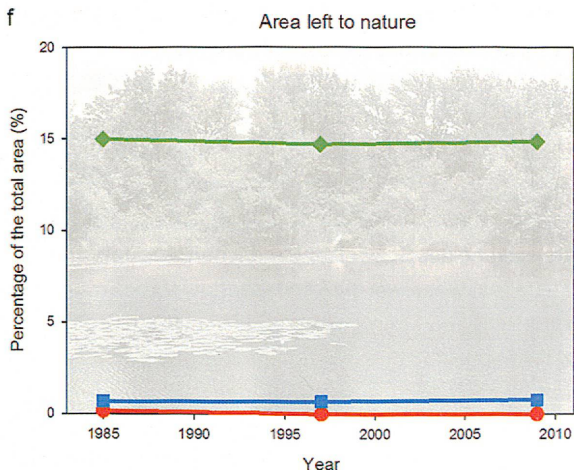 f
Area left to nature
Percentage of the total area (%)
20
15
10
5
0
1985
1990
1995
2000
2005
2010
Year